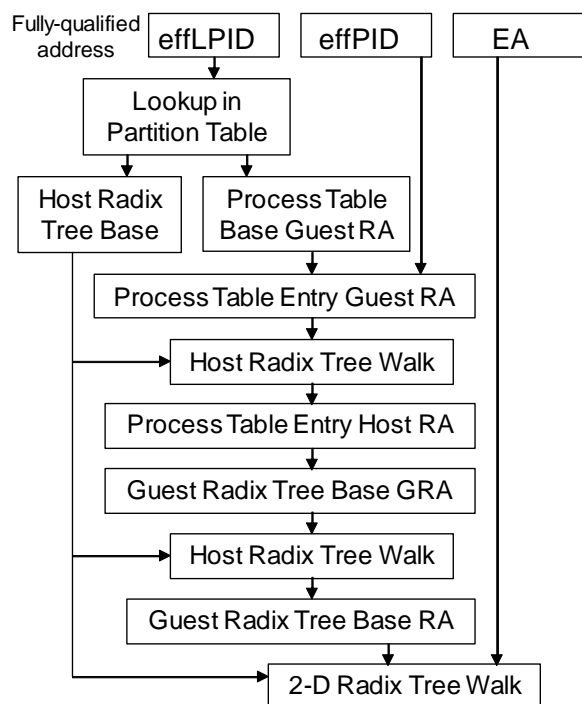 Fully-qualified
address
effLPID
effPID
EA
Lookup in
Partition Table
Host Radix
Tree Base
Process Table
Base Guest RA
Process Table Entry Guest RA
Host Radix Tree Walk
Process Table Entry Host RA
Guest Radix Tree Base GRA
Host Radix Tree Walk
Guest Radix Tree Base RA
2-D Radix Tree Walk